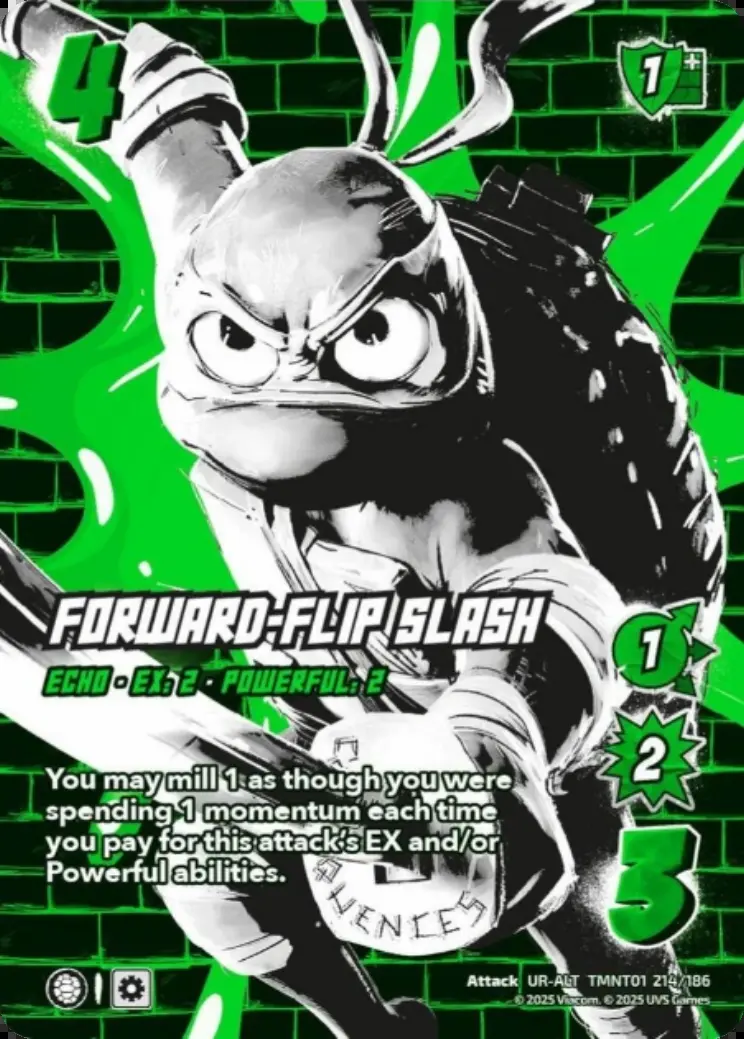 4
1
+
FORWARD-FLIP SLASH
ECHO • EX: 2 • POWERFUL: 2
1
2
You may mill 1 as though you were
spending 1 momentum each time
you pay for this attack's EX and/or
Powerful abilities.
3
QUENCES
Attack UR-ALT TMNT01 214/186
© 2025 Viacom. © 2025 UVS Games